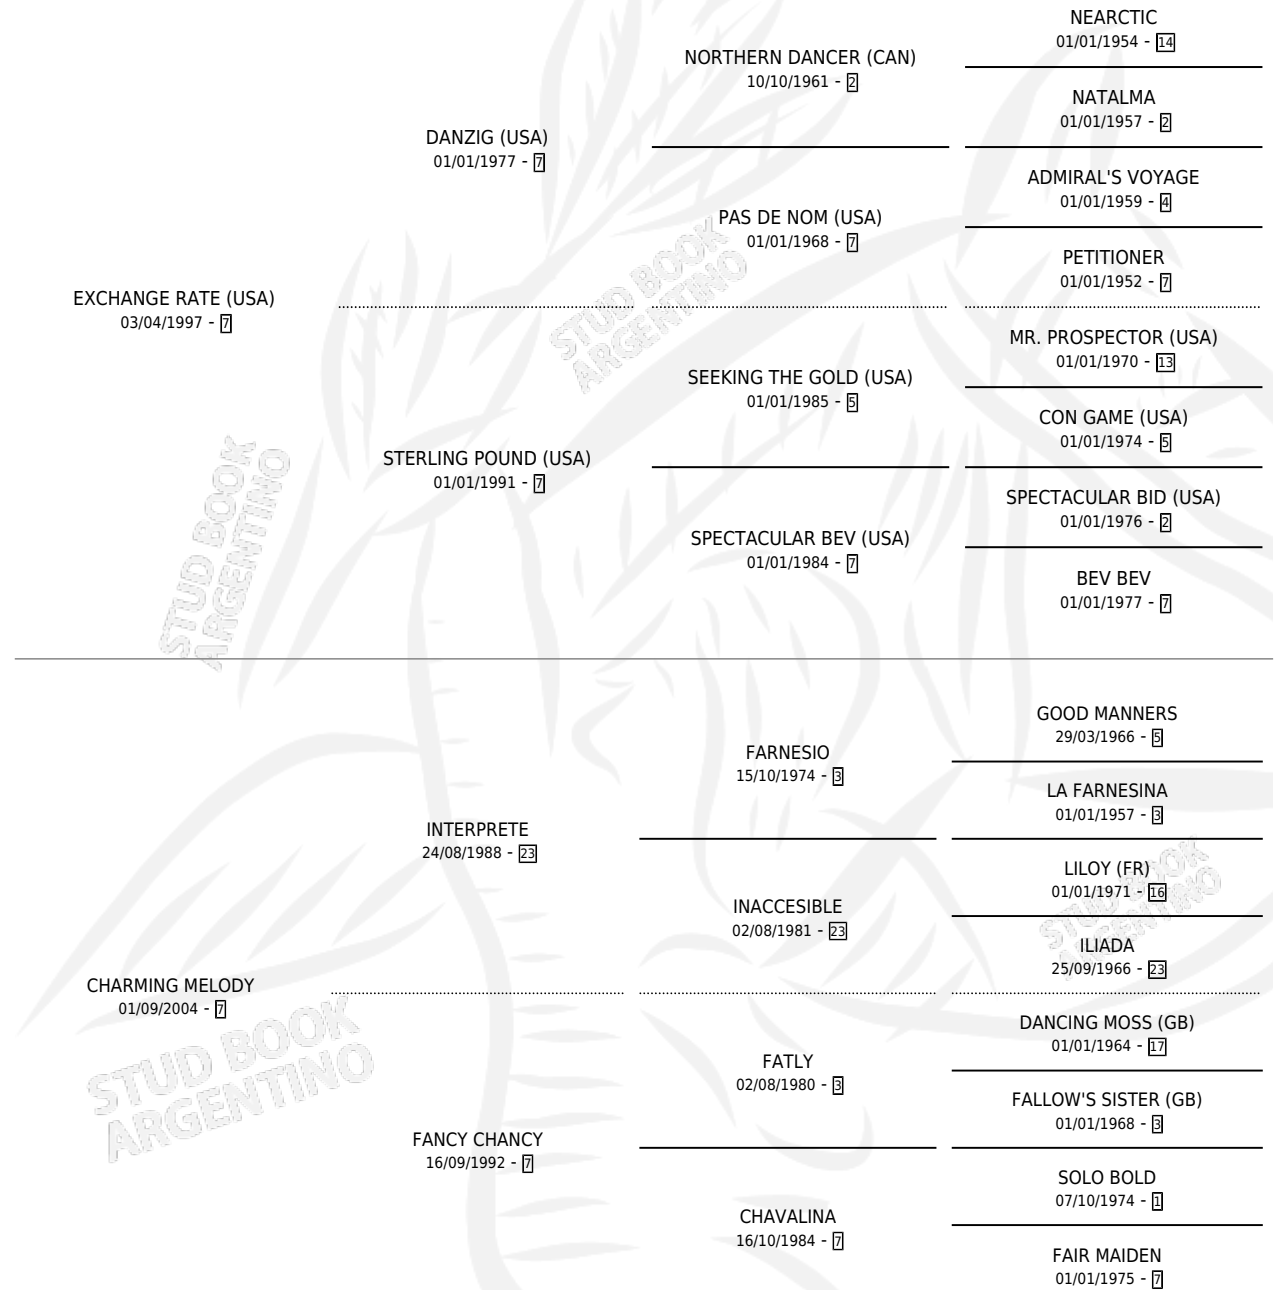 NEARCTIC
01/01/1954 - 14
NORTHERN DANCER (CAN)
10/10/1961 - 2
NATALMA
01/01/1957 - 2
DANZIG (USA)
01/01/1977 - 7
ADMIRAL'S VOYAGE
01/01/1959 - 4
PAS DE NOM (USA)
01/01/1968 - 7
PETITIONER
01/01/1952 - 7
EXCHANGE RATE (USA)
03/04/1997 - 7
STUD BOOK
ARGENTINO
MR. PROSPECTOR (USA)
01/01/1970 - 13
SEEKING THE GOLD (USA)
01/01/1985 - 5
CON GAME (USA)
01/01/1974 - 5
STERLING POUND (USA)
01/01/1991 - 7
SPECTACULAR BID (USA)
01/01/1976 - 2
SPECTACULAR BEV (USA)
01/01/1984 - 7
BEV BEV
01/01/1977 - 7
STUD BOOK
ARGENTINO
GOOD MANNERS
29/03/1966 - 5
FARNESIO
15/10/1974 - 3
LA FARNESINA
01/01/1957 - 3
INTERPRETE
24/08/1988 - 23
LILOY (FR)
01/01/1971 - 16
INACCESIBLE
02/08/1981 - 23
STUD BOOK
ARGENTINO
ILIADA
25/09/1966 - 23
CHARMING MELODY
01/09/2004 - 7
DANCING MOSS (GB)
01/01/1964 - 17
FATLY
02/08/1980 - 3
FALLOW'S SISTER (GB)
01/01/1968 - 3
STUD BOOK
ARGENTINO
FANCY CHANCY
16/09/1992 - 7
SOLO BOLD
07/10/1974 - 1
CHAVALINA
16/10/1984 - 7
FAIR MAIDEN
01/01/1975 - 7